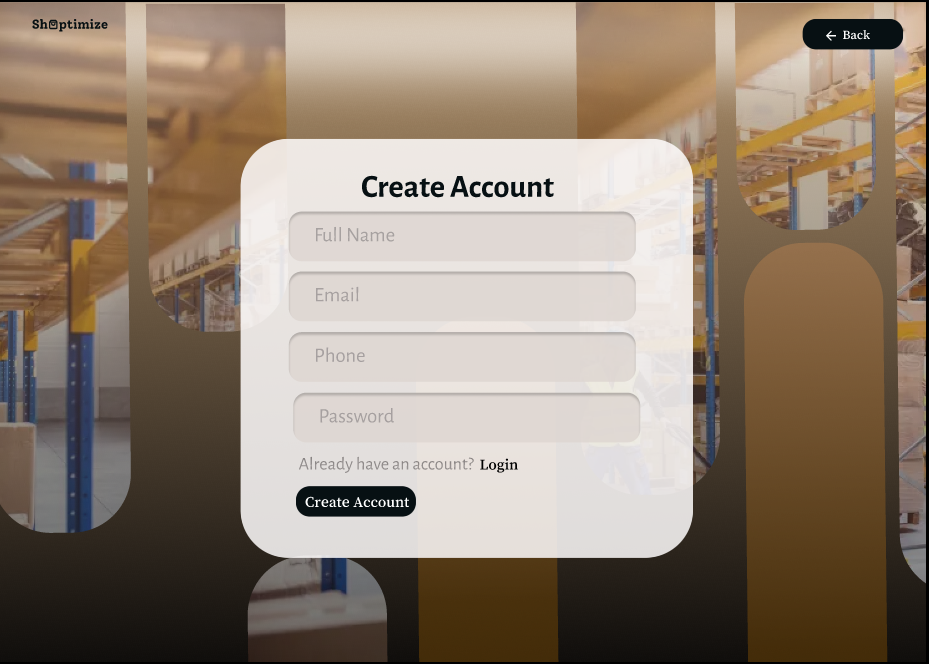 Shoptimize
Back
Create Account
Full Name
Email
Phone
Password
Already have an account? Login
Create Account